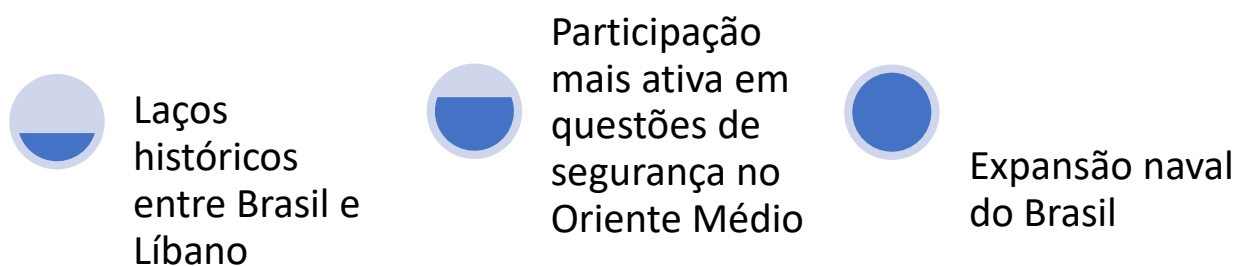 Laços
históricos
entre Brasil e
Líbano
Participação
mais ativa em
questões de
segurança no
Oriente Médio
Expansão naval
do Brasil